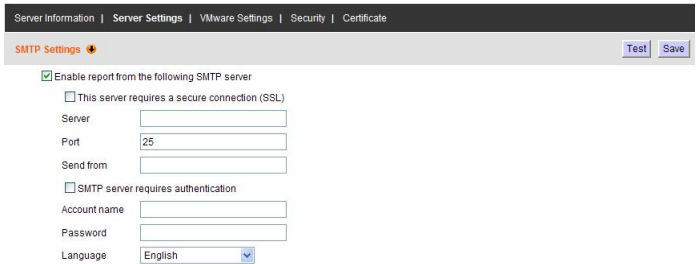 Server Information | Server Settings | VMware Settings | Security | Certificate
SMTP Settings
Test Save
Enable report from the following SMTP server
This server requires a secure connection (SSL)
Server
Port 25
Send from
SMTP server requires authentication
Account name
Password
Language English